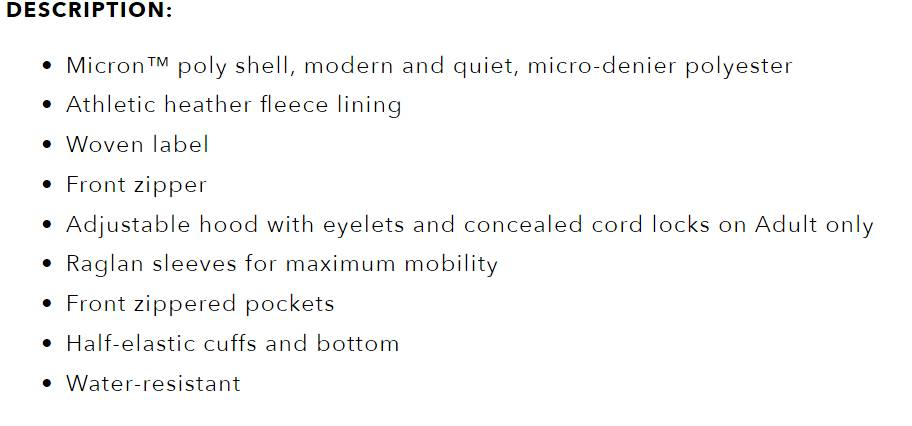 DESCRIPTION:
• Micron™ poly shell, modern and quiet, micro-denier polyester
• Athletic heather fleece lining
• Woven label
• Front zipper
• Adjustable hood with eyelets and concealed cord locks on Adult only
• Raglan sleeves for maximum mobility
• Front zippered pockets
• Half-elastic cuffs and bottom
• Water-resistant